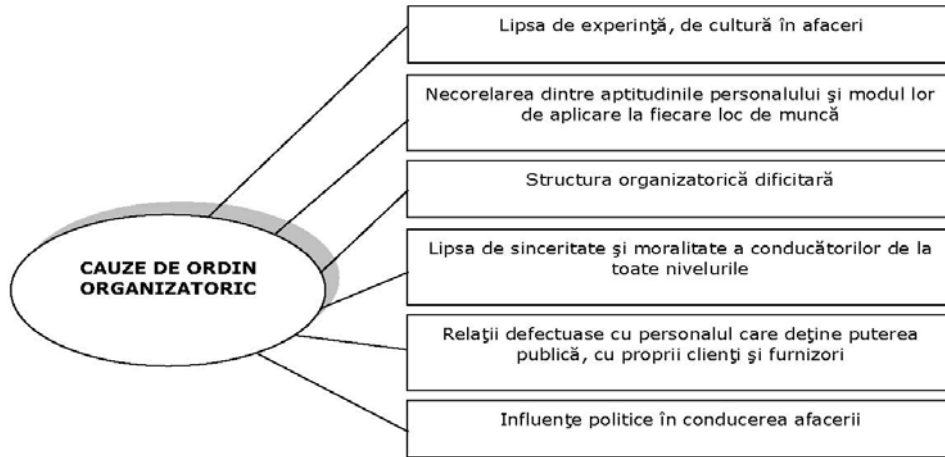 Lipsa de experinţă, de cultură în afaceri
Necorelarea dintre aptitudinile personalului şi modul lor
de aplicare la fiecare loc de muncă
Structura organizatorică dificitară
Lipsa de sinceritate şi moralitate a conducătorilor de la
toate nivelurile
CAUZE DE ORDIN
ORGANIZATORIC
Relaţii defectuase cu personalul care deţine puterea
publică, cu proprii clienţi şi furnizori
Influenţe politice în conducerea afacerii